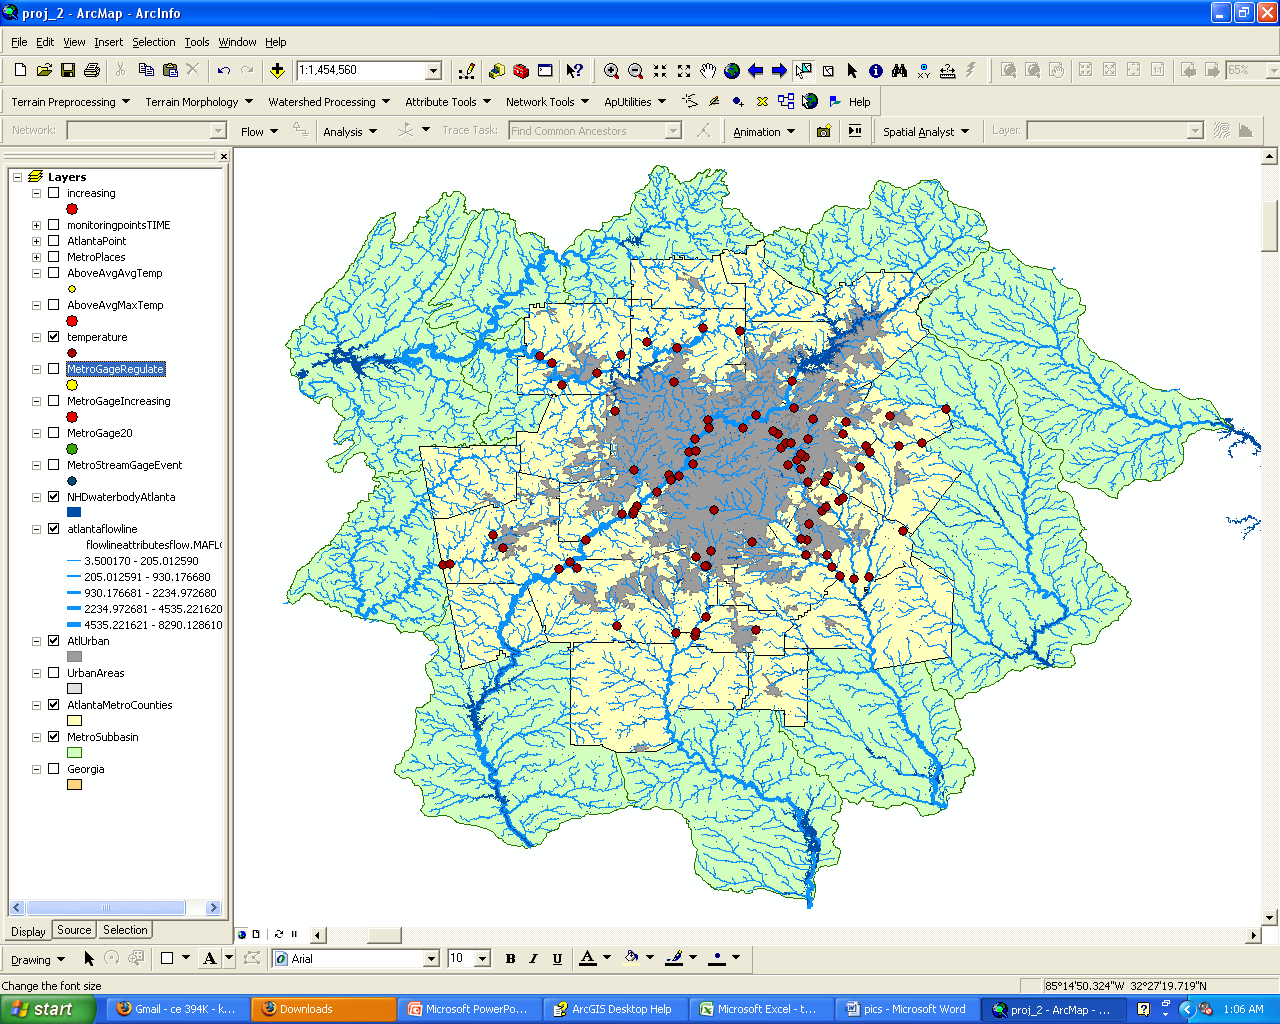 proj_2 - ArcMap - ArcInfo
File Edit View Insert Selection Tools Window Help
1:1,454,560
65%
Terrain Preprocessing Terrain Morphology Watershed Processing Attribute Tools Network Tools ApUtilities Help
Network: Flow Analysis Trace Task: Find Common Ancestors Animation Spatial Analyst Layer:
Layers
increasing
monitoringpointsTIME
AtlantaPoint
MetroPlaces
AboveAvgAvgTemp
AboveAvgMaxTemp
temperature
MetroGageRegulate
MetroGageIncreasing
MetroGage20
MetroStreamGageEvent
NHDwaterbodyAtlanta
atlantaflowline
flowlineattributesflow.MAFL
3.500170 - 205.012590
205.012591 - 930.176680
930.176681 - 2234.972680
2234.972681 - 4535.221620
4535.221621 - 8290.128610
AtlUrban
UrbanAreas
AtlantaMetroCounties
MetroSubbasin
Georgia
Display Source Selection
Drawing A Arial 10 B I U A
Change the font size
85°14'50.324"W 32°27'19.719"N
start Gmail - ce 394K - k... Downloads Microsoft PowerPo... ArcGIS Desktop Help Microsoft Excel - t... pics - Microsoft Word proj_2 - ArcMap - ... 1:06 AM